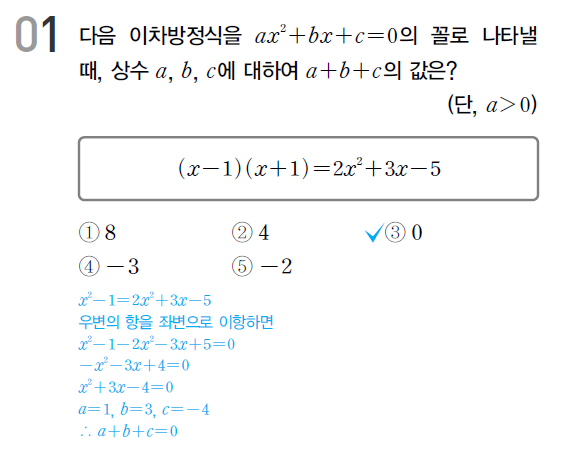 01 다음 이차방정식을 ax²+bx+c=0의 꼴로 나타낼
때, 상수 a, b, c에 대하여 a+b+c의 값은?
(단, a>0)
(x-1)(x+1)=2x²+3x-5
① 8 ② 4 ✓③ 0
④ -3 ⑤ -2
x²-1=2x²+3x-5
우변의 항을 좌변으로 이항하면
x²-1-2x²-3x+5=0
-x²-3x+4=0
x²+3x-4=0
a=1, b=3, c=-4
∴ a+b+c=0